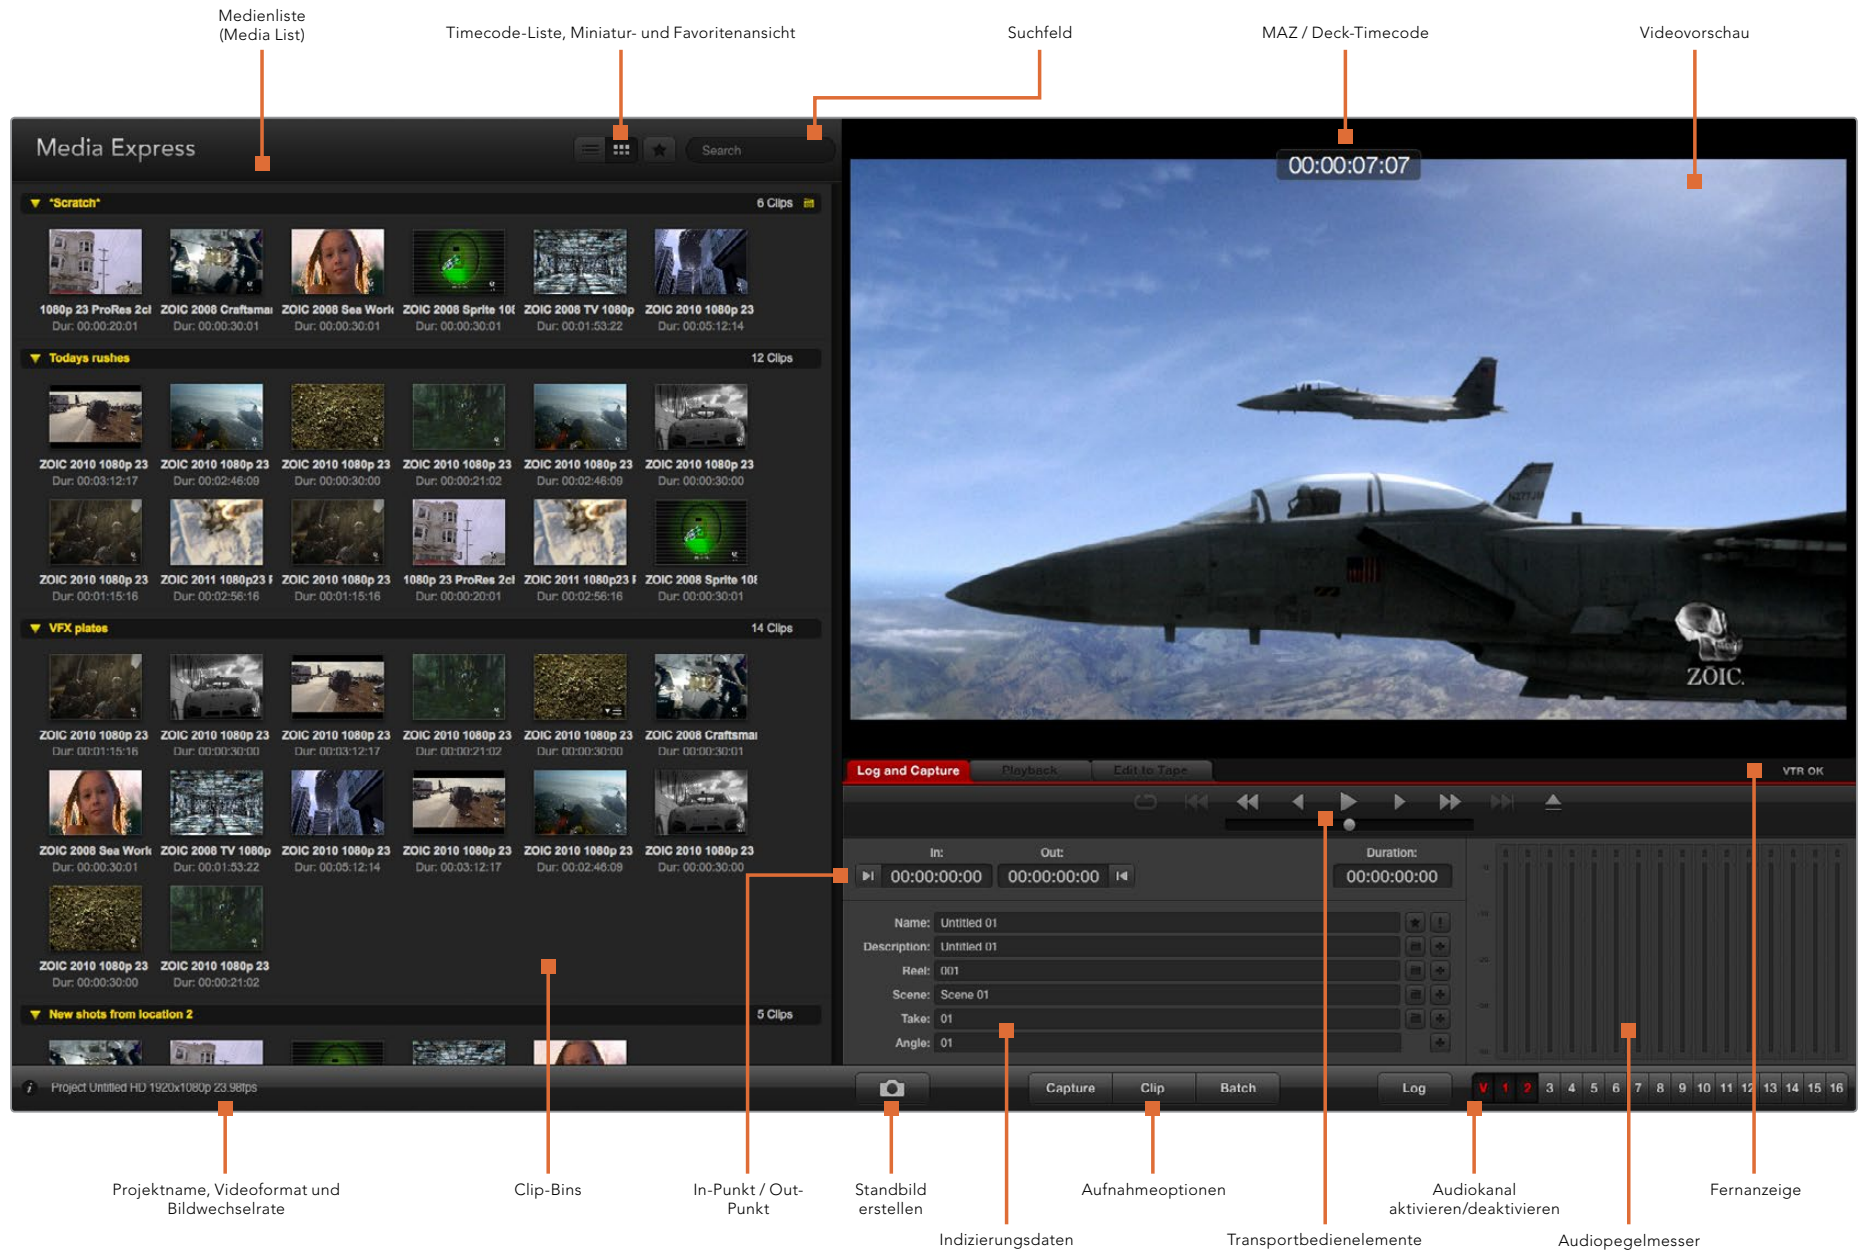 Medienliste
(Media List)
Timecode-Liste, Miniatur- und Favoritenansicht
Suchfeld
MAZ / Deck-Timecode
Videovorschau
Media Express
Search
00:00:07:07
*Scratch*
6 Clips
1080p 23 ProRes 2cl ZOIC 2008 Craftsmar ZOIC 2008 Sea Work ZOIC 2008 Sprite 108 ZOIC 2008 TV 1080p ZOIC 2010 1080p 23
Dur: 00:00:20:01 Dur: 00:00:30:01 Dur: 00:00:30:01 Dur: 00:00:30:01 Dur: 00:01:53:22 Dur: 00:05:12:14
Todays rushes
12 Clips
ZOIC 2010 1080p 23 ZOIC 2010 1080p 23 ZOIC 2010 1080p 23 ZOIC 2010 1080p 23 ZOIC 2010 1080p 23 ZOIC 2010 1080p 23
Dur: 00:03:12:17 Dur: 00:02:46:09 Dur: 00:00:30:00 Dur: 00:00:21:02 Dur: 00:02:46:09 Dur: 00:00:30:00
ZOIC 2010 1080p 23 ZOIC 2011 1080p23 F ZOIC 2010 1080p 23 1080p 23 ProRes 2cl ZOIC 2011 1080p23 F ZOIC 2008 Sprite 108
Dur: 00:01:15:16 Dur: 00:02:56:16 Dur: 00:01:15:16 Dur: 00:00:20:01 Dur: 00:02:56:16 Dur: 00:00:30:01
VFX plates
14 Clips
ZOIC 2010 1080p 23 ZOIC 2010 1080p 23 ZOIC 2010 1080p 23 ZOIC 2010 1080p 23 ZOIC 2010 1080p 23 ZOIC 2008 Craftsmar
Dur: 00:01:15:16 Dur: 00:00:30:00 Dur: 00:03:12:17 Dur: 00:00:21:02 Dur: 00:00:30:00 Dur: 00:00:30:01
ZOIC 2008 Sea Work ZOIC 2008 TV 1080p ZOIC 2010 1080p 23 ZOIC 2010 1080p 23 ZOIC 2010 1080p 23 ZOIC 2010 1080p 23
Dur: 00:00:30:01 Dur: 00:01:53:22 Dur: 00:05:12:14 Dur: 00:03:12:17 Dur: 00:02:46:09 Dur: 00:00:30:00
ZOIC 2010 1080p 23 ZOIC 2010 1080p 23
Dur: 00:00:30:00 Dur: 00:00:21:02
New shots from location 2
5 Clips
Project Untitled HD 1920x1080p 23.98fps
ZOIC.
Log and Capture
Playback
Edit to Tape
VTR OK
In: Out: Duration:
00:00:00:00 00:00:00:00 00:00:00:00
Name: Untitled 01
Description: Untitled 01
Reel: 001
Scene: Scene 01
Take: 01
Angle: 01
Capture Clip Batch Log
V 1 2 3 4 5 6 7 8 9 10 11 12 13 14 15 16
Projektname, Videoformat und
Bildwechselrate
Clip-Bins
In-Punkt / Out-
Punkt
Standbild
erstellen
Indizierungsdaten
Aufnahmeoptionen
Transportbedienelemente
Audiokanal
aktivieren/deaktivieren
Audiopegelmesser
Fernanzeige